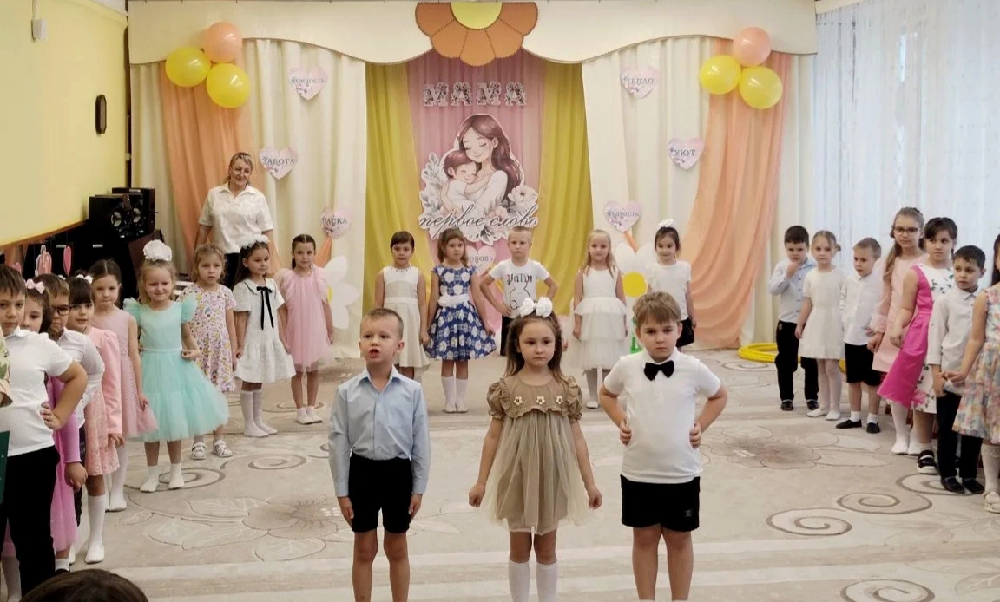 МАМА
первое слово
НЕЖНОСТЬ
ЗАБОТА
ЛАСКА
ЛЮБОВЬ
ТЕПЛО
УЮТ
МУДРОСТЬ